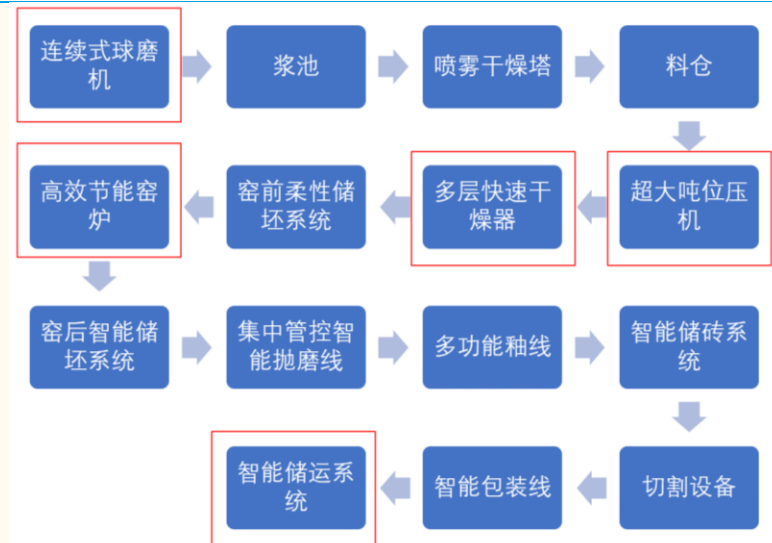 连续式球磨
机
浆池
喷雾干燥塔
料仓
超大吨位压
机
多层快速干
燥器
窑前柔性储
坯系统
高效节能窑
炉
窑后智能储
坯系统
集中管控智
能抛磨线
多功能釉线
智能储砖系
统
切割设备
智能包装线
智能储运系
统